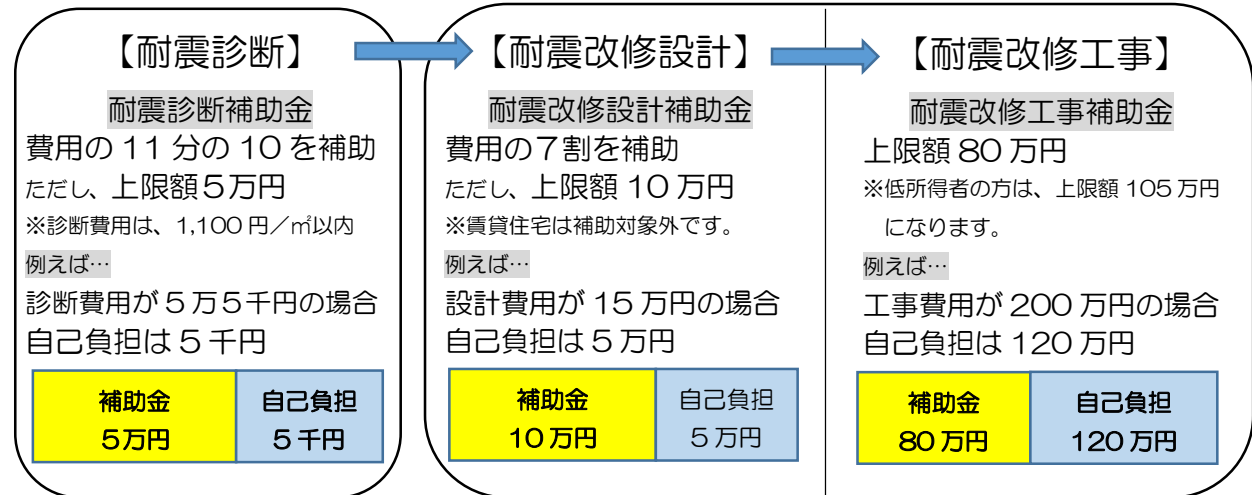 【耐震診断】
耐震診断補助金
費用の11分の10を補助
ただし、上限額5万円
※診断費用は、1,100円／㎡以内
例えば…
診断費用が5万5千円の場合
自己負担は5千円
補助金 自己負担
5万円 5千円
【耐震改修設計】
耐震改修設計補助金
費用の7割を補助
ただし、上限額10万円
※賃貸住宅は補助対象外です。
例えば…
設計費用が15万円の場合
自己負担は5万円
補助金 自己負担
10万円 5万円
【耐震改修工事】
耐震改修工事補助金
上限額80万円
※低所得者の方は、上限額105万円
になります。
例えば…
工事費用が200万円の場合
自己負担は120万円
補助金 自己負担
80万円 120万円